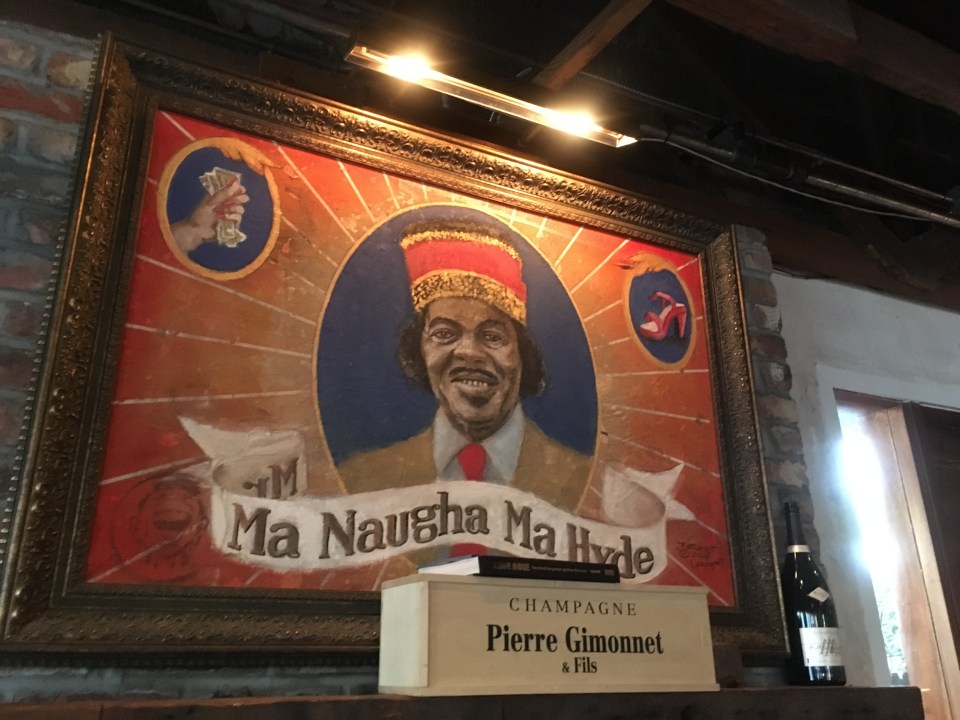 Ma Naugha Ma Hyde
CHAMPAGNE
Pierre Gimonnet
& Fils